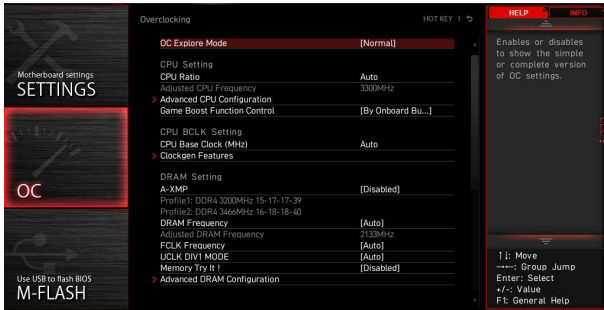 Overclocking
HOT KEY |
HELP
INFO
OC Explore Mode [Normal]
CPU Setting
CPU Ratio Auto
Adjusted CPU Frequency 3300MHz
Advanced CPU Configuration
Game Boost Function Control [By Onboard Bu...]
CPU BCLK Setting
CPU Base Clock (MHz) Auto
Clockgen Features
DRAM Setting
A-XMP [Disabled]
Profile1: DDR4 3200MHz 15-17-17-39
Profile2: DDR4 3466MHz 16-18-18-40
DRAM Frequency [Auto]
Adjusted DRAM Frequency 2133MHz
FCLK Frequency [Auto]
UCLK DIV1 MODE [Auto]
Memory Try It ! [Disabled]
Advanced DRAM Configuration
Motherboard settings
SETTINGS
OC
Use USB to flash BIOS
M-FLASH
Enables or disables
to show the simple
or complete version
of OC settings.
↑↓: Move
→←: Group Jump
Enter: Select
+/-: Value
F1: General Help